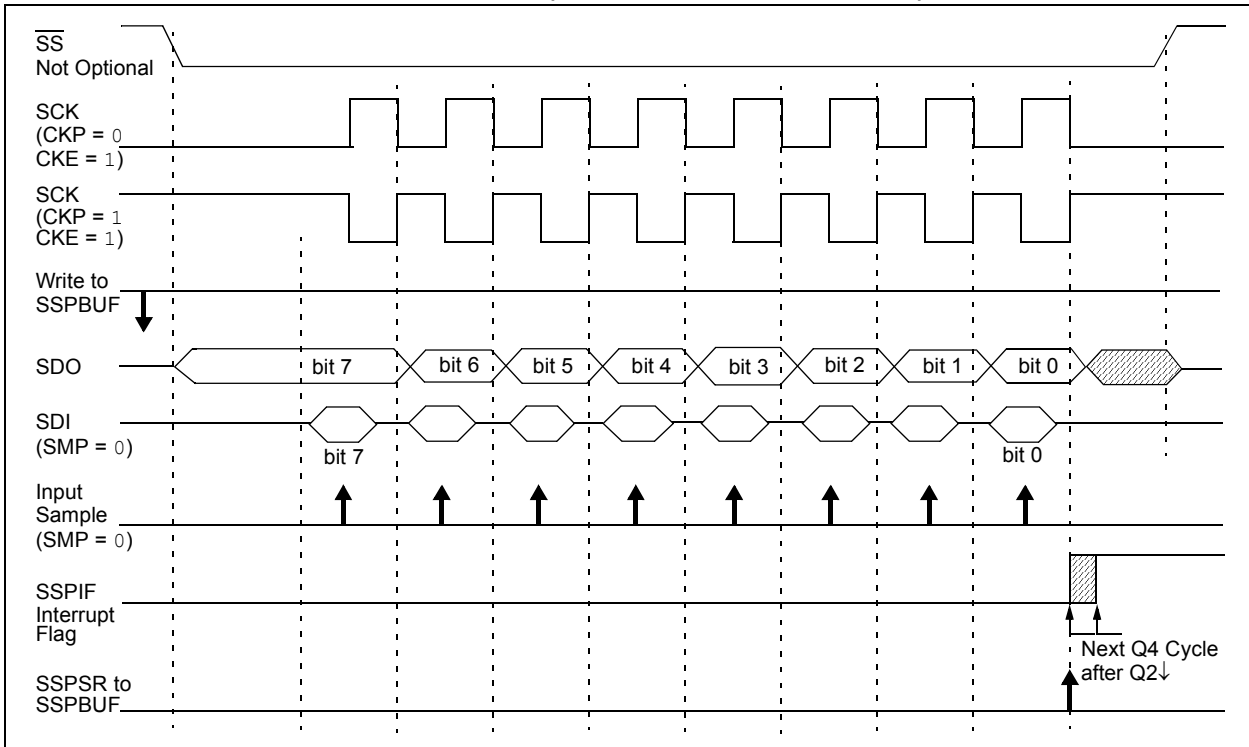 SS
Not Optional
SCK
(CKP = 0
CKE = 1)
SCK
(CKP = 1
CKE = 1)
Write to
SSPBUF
SDO
bit 7 bit 6 bit 5 bit 4 bit 3 bit 2 bit 1 bit 0
SDI
(SMP = 0)
bit 7 bit 0
Input
Sample
(SMP = 0)
SSPIF
Interrupt
Flag
Next Q4 Cycle
after Q2↓
SSPSR to
SSPBUF